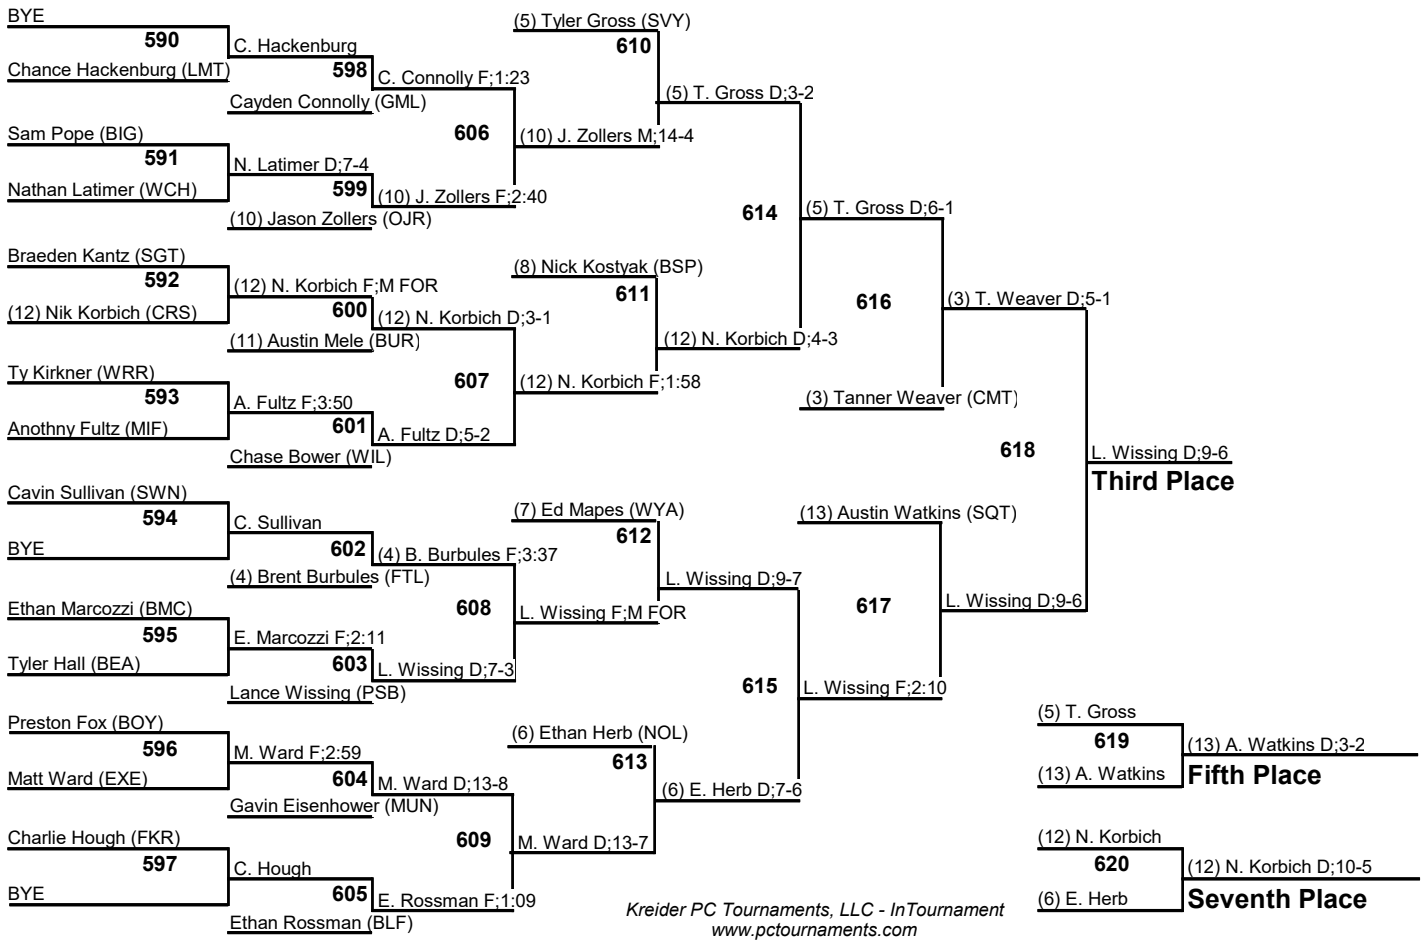 BYE
590
Chance Hackenburg (LMT)
Sam Pope (BIG)
591
Nathan Latimer (WCH)
Braeden Kantz (SGT)
592
(12) Nik Korbich (CRS)
Ty Kirkner (WRR)
593
Anothny Fultz (MIF)
Cavin Sullivan (SWN)
594
BYE
Ethan Marcozzi (BMC)
595
Tyler Hall (BEA)
Preston Fox (BOY)
596
Matt Ward (EXE)
Charlie Hough (FKR)
597
BYE
C. Hackenburg
598
Cayden Connolly (GML)
N. Latimer D;7-4
599
(10) Jason Zollers (OJR)
(12) N. Korbich F;M FOR
600
(11) Austin Mele (BUR)
A. Fultz F;3:50
601
Chase Bower (WIL)
C. Sullivan
602
(4) Brent Burbules (FTL)
E. Marcozzi F;2:11
603
Lance Wissing (PSB)
M. Ward F;2:59
604
Gavin Eisenhower (MUN)
C. Hough
605
Ethan Rossman (BLF)
C. Connolly F;1:23
606
(10) J. Zollers F;2:40
(12) N. Korbich D;3-1
607
A. Fultz D;5-2
(4) B. Burbules F;3:37
608
L. Wissing D;7-3
M. Ward D;13-8
609
E. Rossman F;1:09
(5) Tyler Gross (SVY)
610
(10) J. Zollers M;14-4
(8) Nick Kostyak (BSP)
611
(12) N. Korbich F;1:58
(7) Ed Mapes (WYA)
612
L. Wissing F;M FOR
(6) Ethan Herb (NOL)
613
M. Ward D;13-7
(5) T. Gross D;3-2
614
(12) N. Korbich D;4-3
L. Wissing D;9-7
615
(6) E. Herb D;7-6
(5) T. Gross D;6-1
616
(3) Tanner Weaver (CMT)
(13) Austin Watkins (SQT)
617
L. Wissing F;2:10
(3) T. Weaver D;5-1
618
L. Wissing D;9-6
L. Wissing D;9-6
Third Place
(5) T. Gross
619
(13) A. Watkins
(13) A. Watkins D;3-2
Fifth Place
(12) N. Korbich
620
(6) E. Herb
(12) N. Korbich D;10-5
Seventh Place
Kreider PC Tournaments, LLC - InTournament
www.pctournaments.com